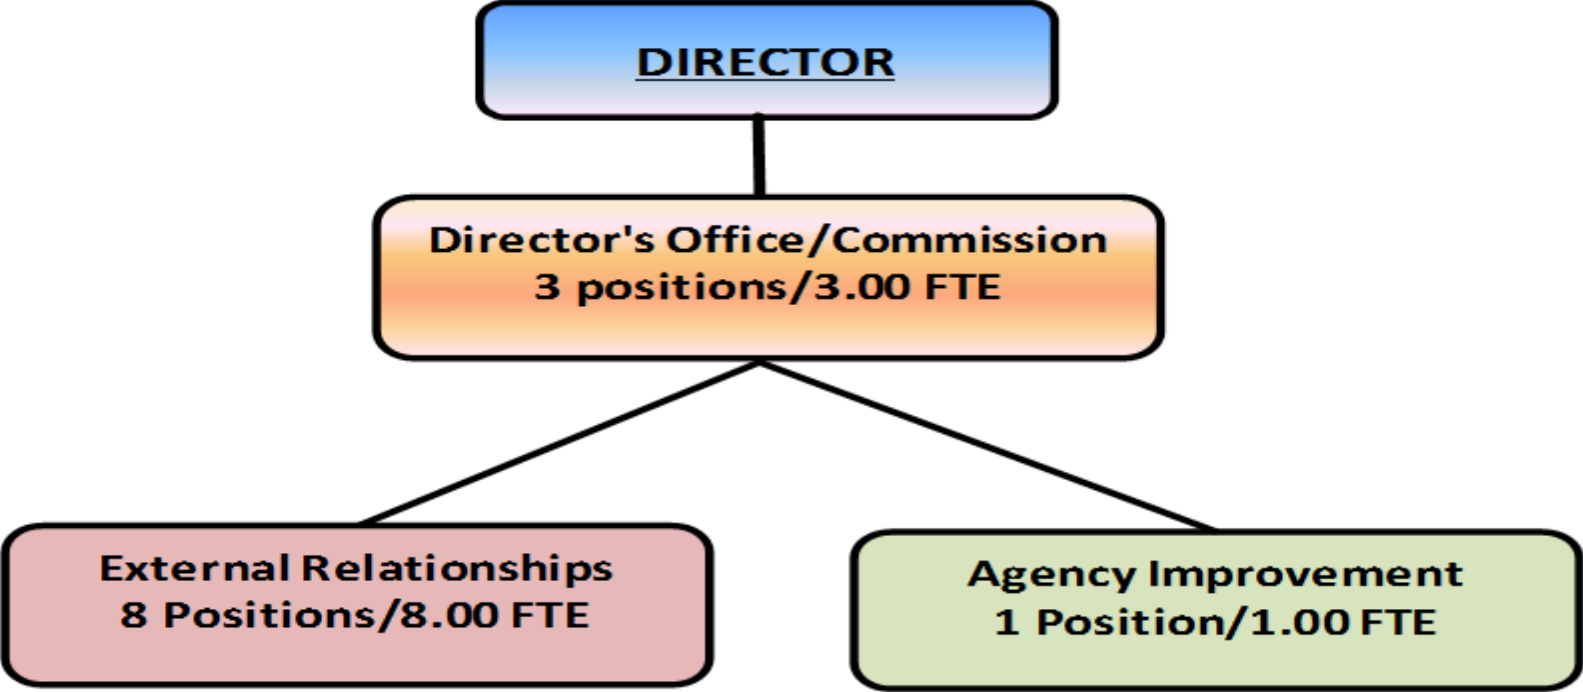 DIRECTOR
Director's Office/Commission
3 positions/3.00 FTE
External Relationships
8 Positions/8.00 FTE
Agency Improvement
1 Position/1.00 FTE